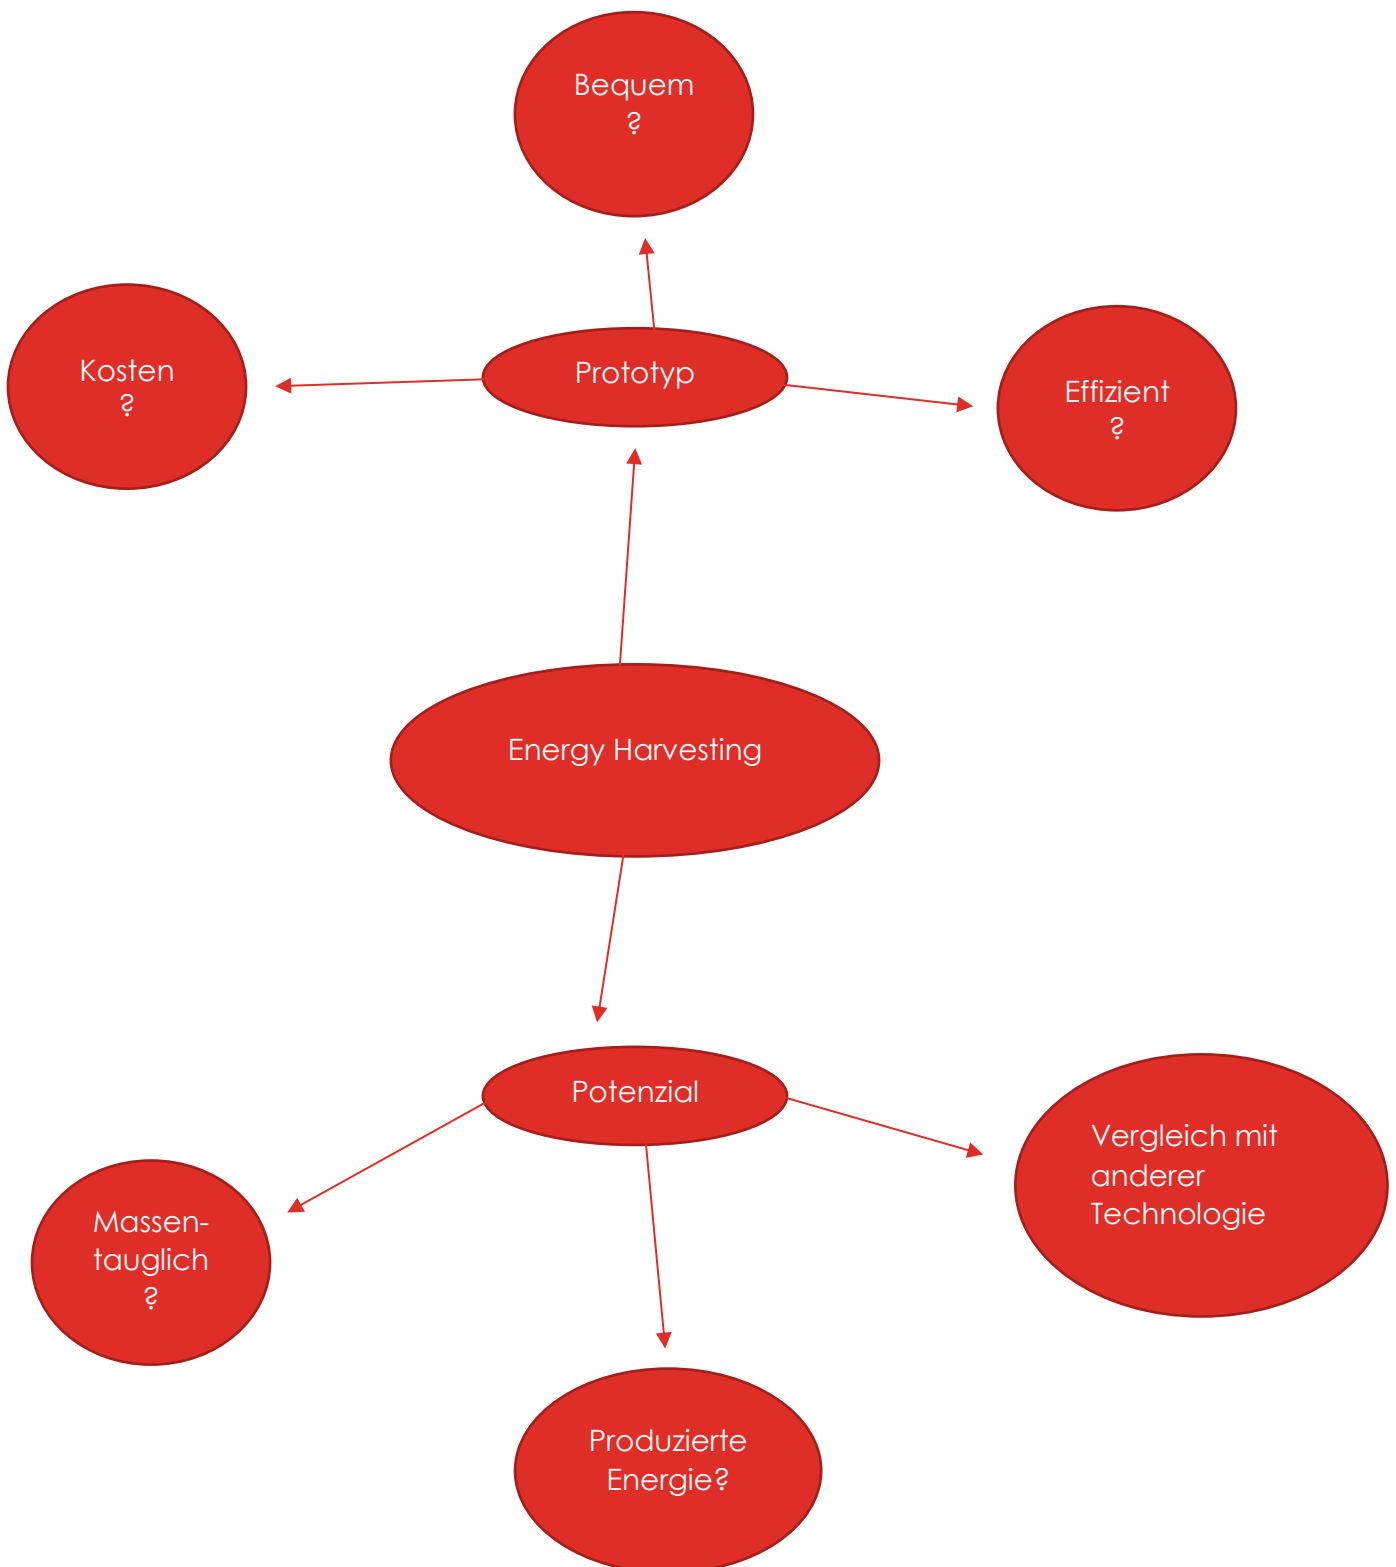 Bequem
?
Kosten
?
Prototyp
Effizient
?
Energy Harvesting
Potenzial
Vergleich mit
anderer
Technologie
Massen-
tauglich
?
Produzierte
Energie?